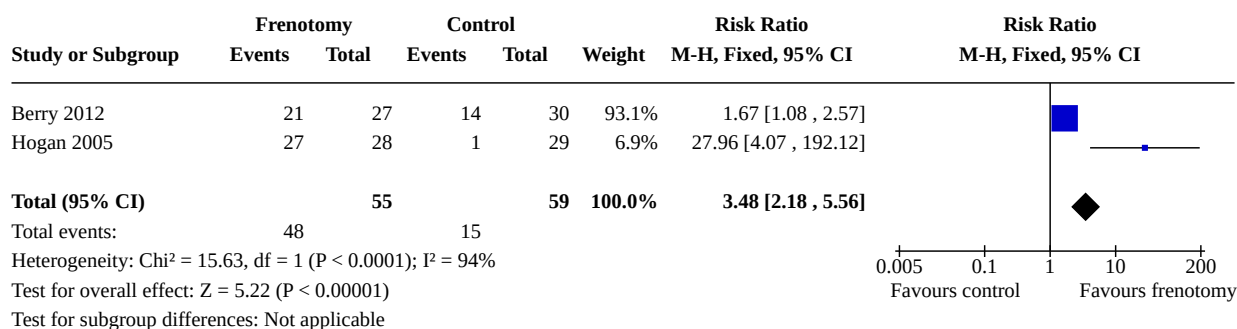 Frenotomy Control Risk Ratio Risk Ratio
Study or Subgroup Events Total Events Total Weight M-H, Fixed, 95% CI M-H, Fixed, 95% CI
Berry 2012 21 27 14 30 93.1% 1.67 [1.08 , 2.57]
Hogan 2005 27 28 1 29 6.9% 27.96 [4.07 , 192.12]
Total (95% CI) 55 59 100.0% 3.48 [2.18 , 5.56]
Total events: 48 15
Heterogeneity: Chi² = 15.63, df = 1 (P < 0.0001); I² = 94%
0.005 0.1 1 10 200
Test for overall effect: Z = 5.22 (P < 0.00001) Favours control Favours frenotomy
Test for subgroup differences: Not applicable